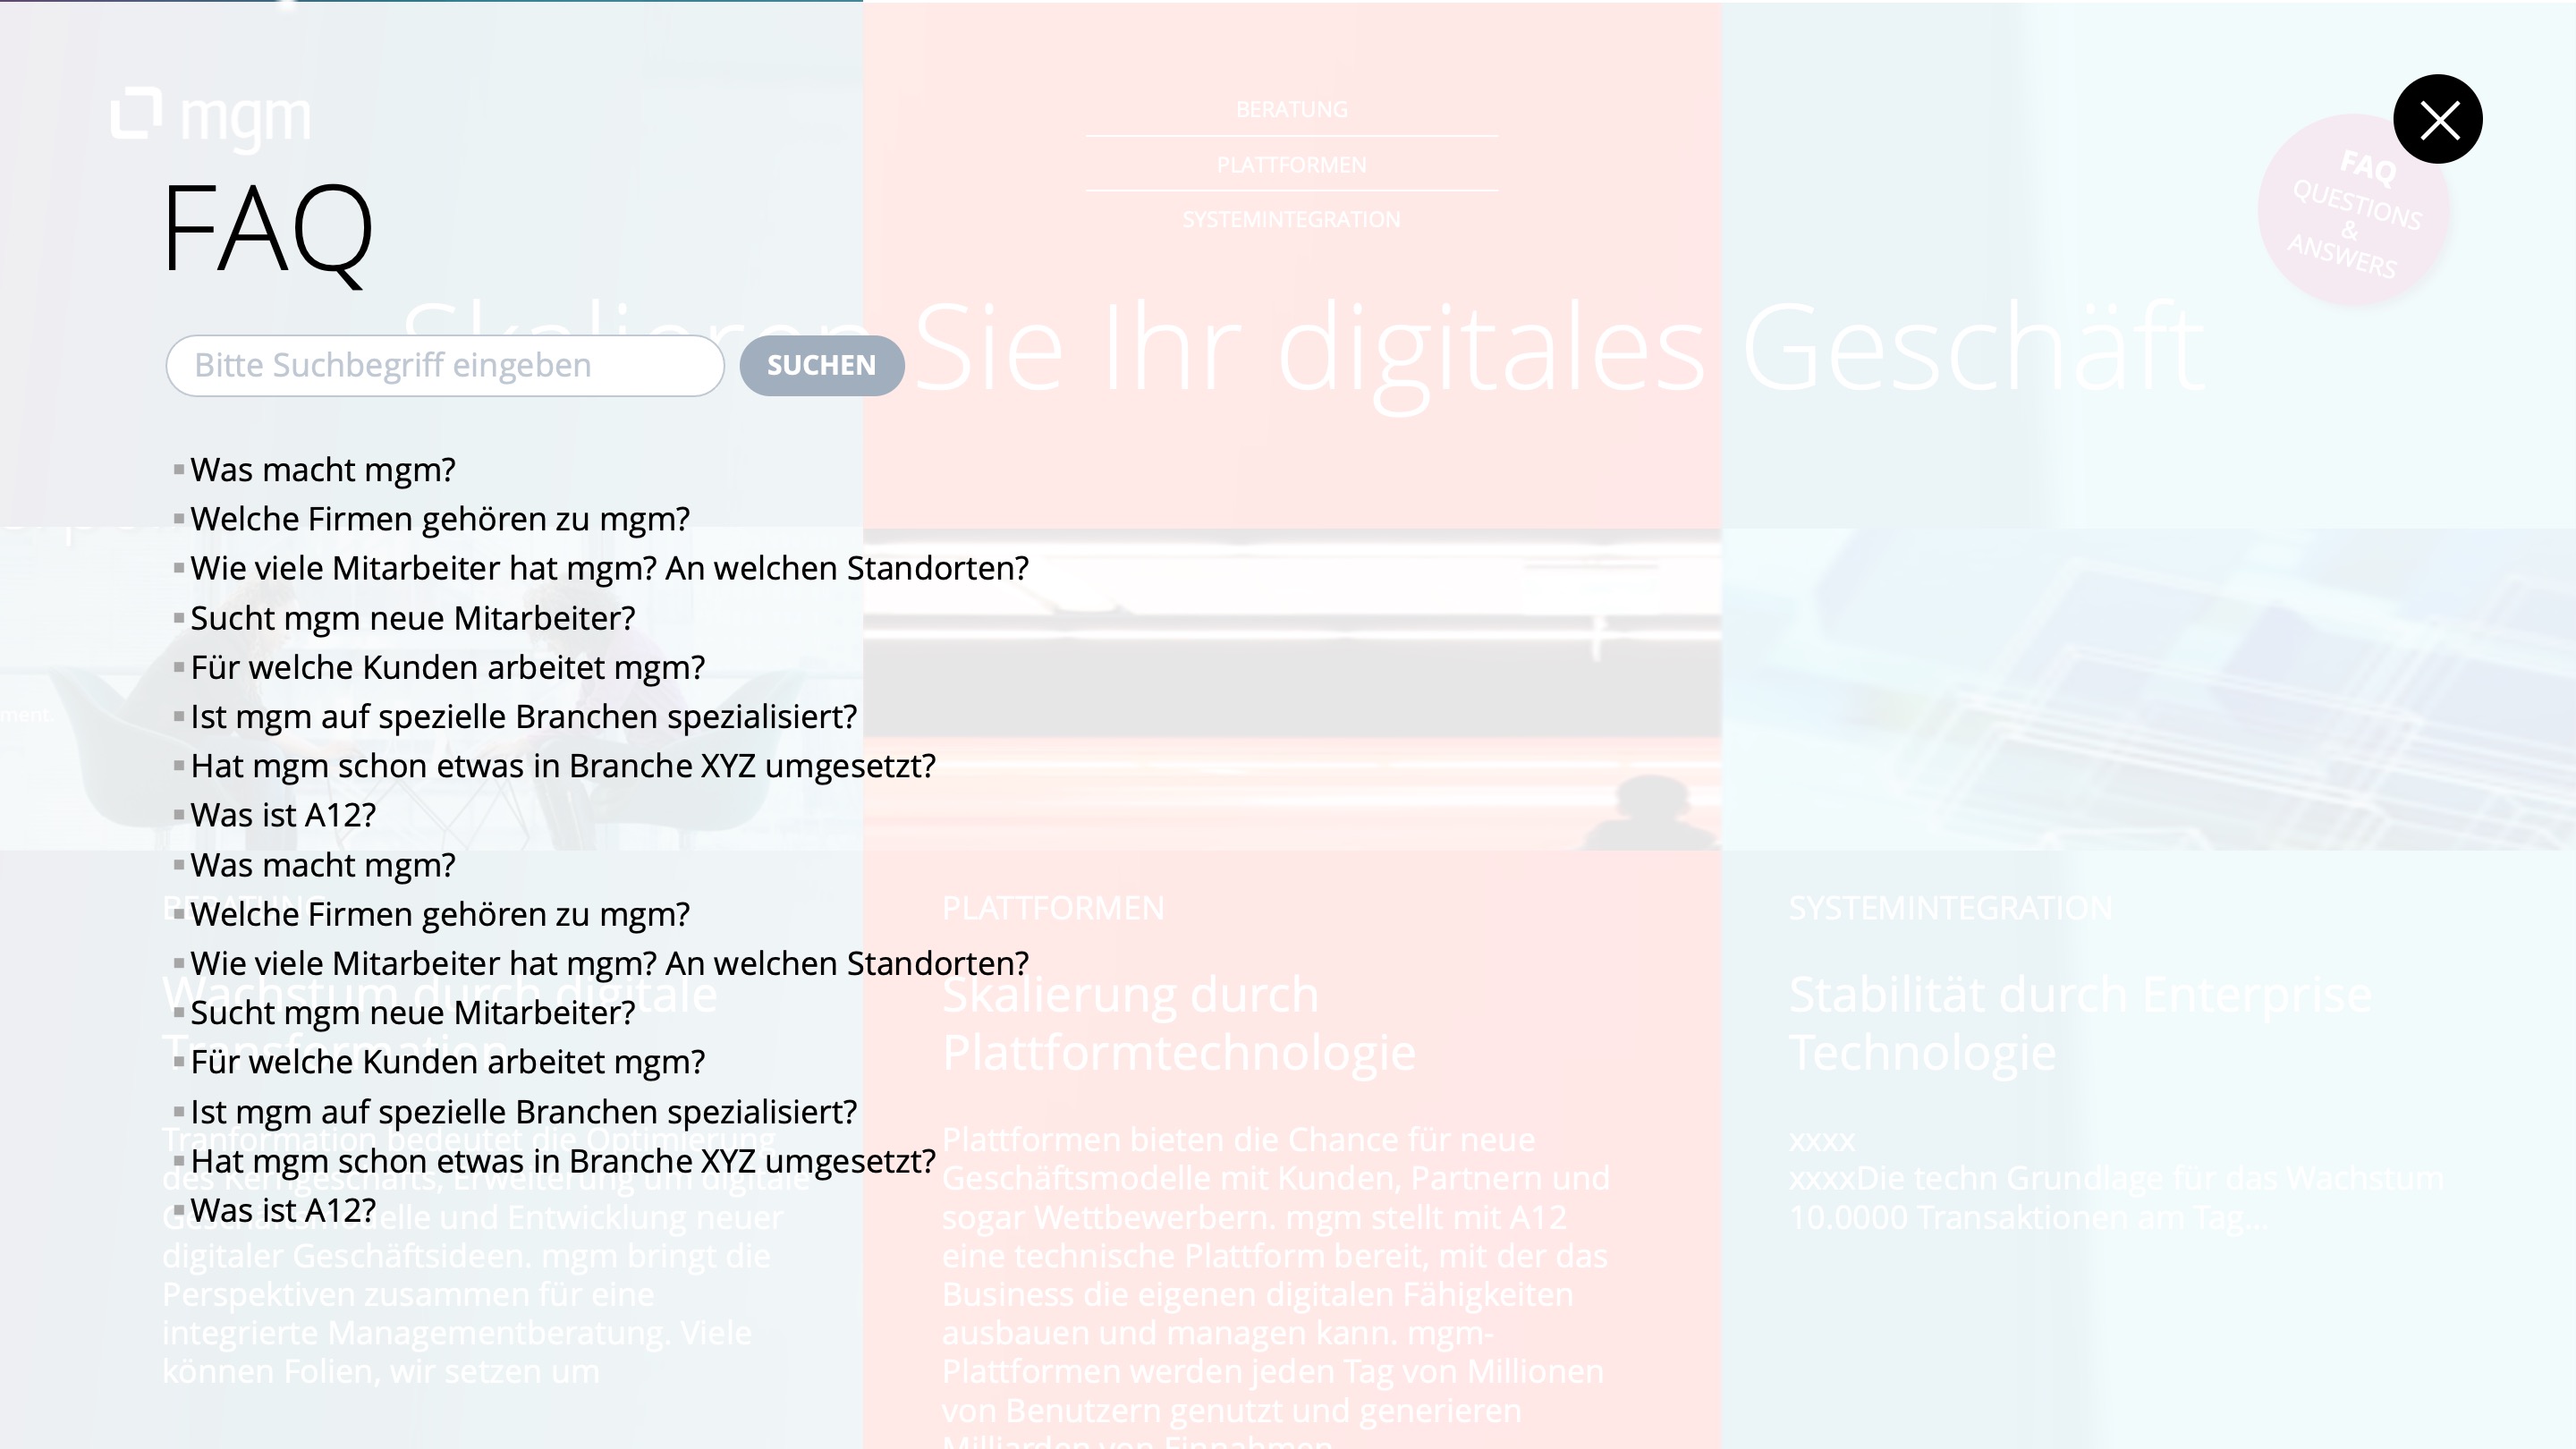 mgm
BERATUNG
PLATTFORMEN
SYSTEMINTEGRATION
FAQ
QUESTIONS
&
ANSWERS
FAQ
Skalieren Sie Ihr digitales Geschäft
Bitte Suchbegriff eingeben
SUCHEN
Was macht mgm?
Welche Firmen gehören zu mgm?
Wie viele Mitarbeiter hat mgm? An welchen Standorten?
Sucht mgm neue Mitarbeiter?
Für welche Kunden arbeitet mgm?
Ist mgm auf spezielle Branchen spezialisiert?
Hat mgm schon etwas in Branche XYZ umgesetzt?
Was ist A12?
Was macht mgm?
Welche Firmen gehören zu mgm?
Wie viele Mitarbeiter hat mgm? An welchen Standorten?
Sucht mgm neue Mitarbeiter?
Für welche Kunden arbeitet mgm?
Ist mgm auf spezielle Branchen spezialisiert?
Hat mgm schon etwas in Branche XYZ umgesetzt?
Was ist A12?
ment.
BERATUNG
Wachstum durch digitale
Transformation
Tranformation bedeutet die Optimierung
des Kerngeschäfts, Erweiterung um digitale
Geschäftsmodelle und Entwicklung neuer
digitaler Geschäftsideen. mgm bringt die
Perspektiven zusammen für eine
integrierte Managementberatung. Viele
können Folien, wir setzen um
PLATTFORMEN
Skalierung durch
Plattformtechnologie
Plattformen bieten die Chance für neue
Geschäftsmodelle mit Kunden, Partnern und
sogar Wettbewerbern. mgm stellt mit A12
eine technische Plattform bereit, mit der das
Business die eigenen digitalen Fähigkeiten
ausbauen und managen kann. mgm-
Plattformen werden jeden Tag von Millionen
von Benutzern genutzt und generieren
Milliarden von Einnahmen
SYSTEMINTEGRATION
Stabilität durch Enterprise
Technologie
xxxx
xxxxDie techn Grundlage für das Wachstum
10.0000 Transaktionen am Tag...